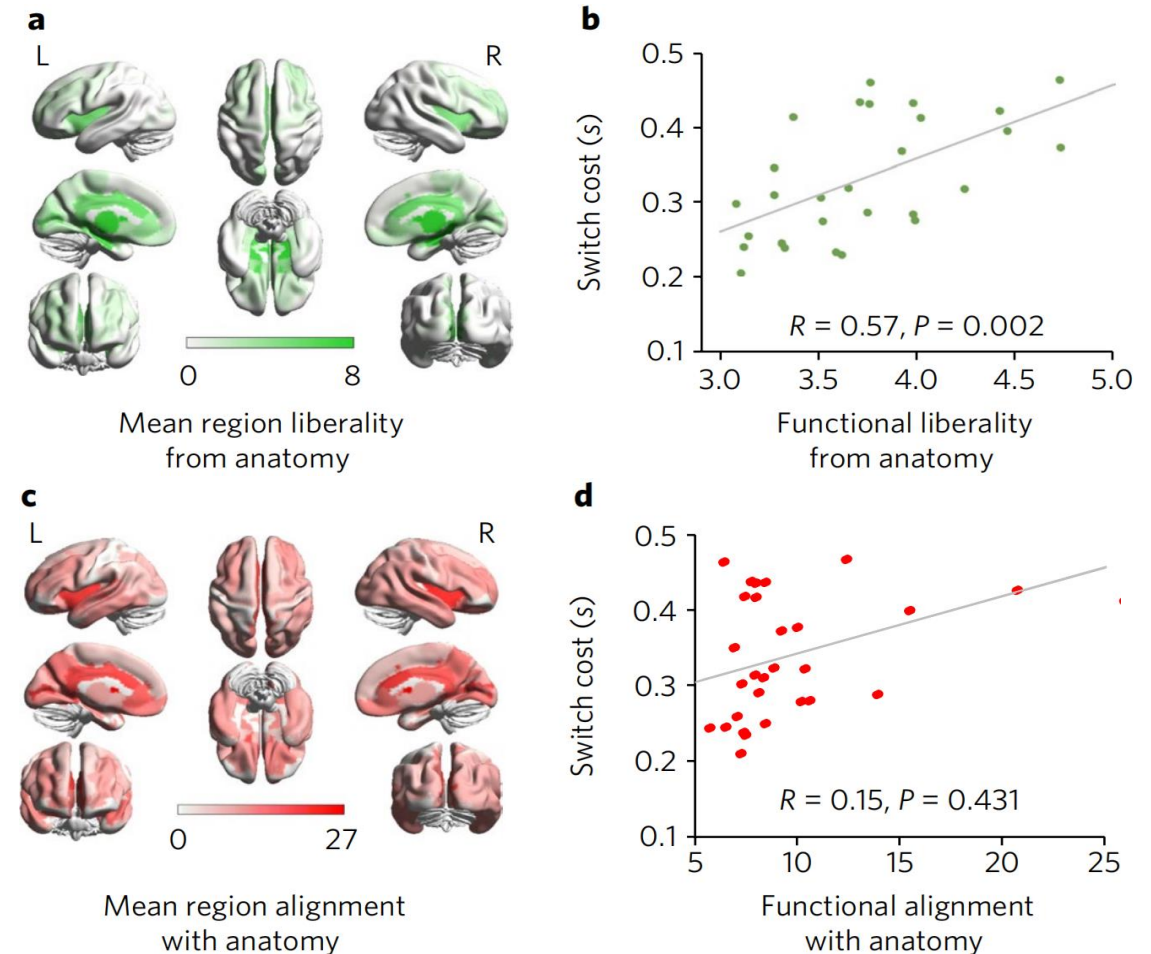 a
L
R
0
8
Mean region liberality
from anatomy
b
0.5
0.4
0.3
0.2
0.1
Switch cost (s)
R = 0.57, P = 0.002
3.0
3.5
4.0
4.5
5.0
Functional liberality
from anatomy
c
L
R
0
27
Mean region alignment
with anatomy
d
0.5
0.4
0.3
0.2
0.1
Switch cost (s)
R = 0.15, P = 0.431
5
10
15
20
25
Functional alignment
with anatomy